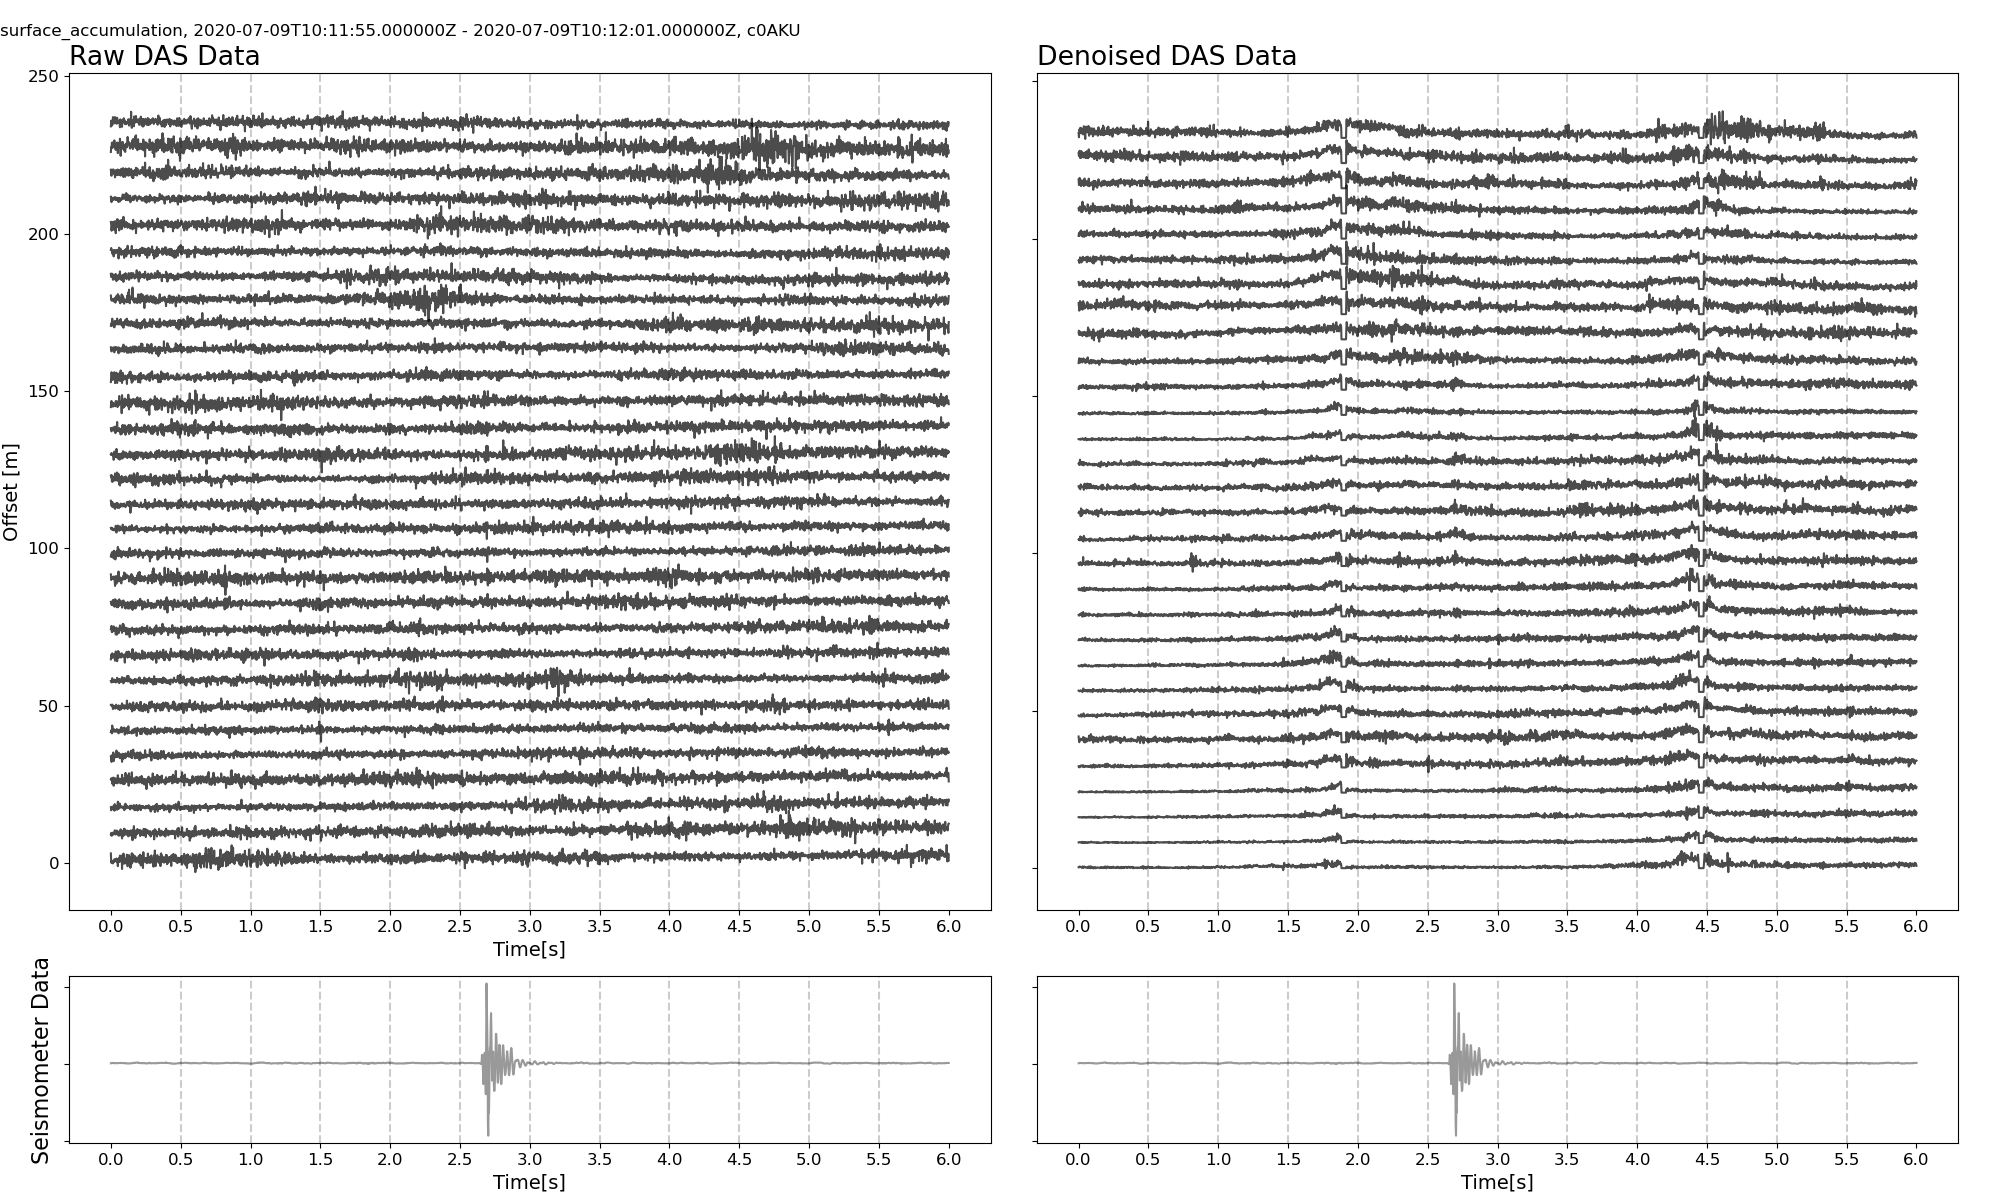 surface_accumulation, 2020-07-09T10:11:55.000000Z - 2020-07-09T10:12:01.000000Z, c0AKU
Raw DAS Data
Denoised DAS Data
250
200
150
100
50
0
Offset [m]
0.0 0.5 1.0 1.5 2.0 2.5 3.0 3.5 4.0 4.5 5.0 5.5 6.0
Time[s]
0.0 0.5 1.0 1.5 2.0 2.5 3.0 3.5 4.0 4.5 5.0 5.5 6.0
Seismometer Data
0.0 0.5 1.0 1.5 2.0 2.5 3.0 3.5 4.0 4.5 5.0 5.5 6.0
Time[s]
0.0 0.5 1.0 1.5 2.0 2.5 3.0 3.5 4.0 4.5 5.0 5.5 6.0
Time[s]